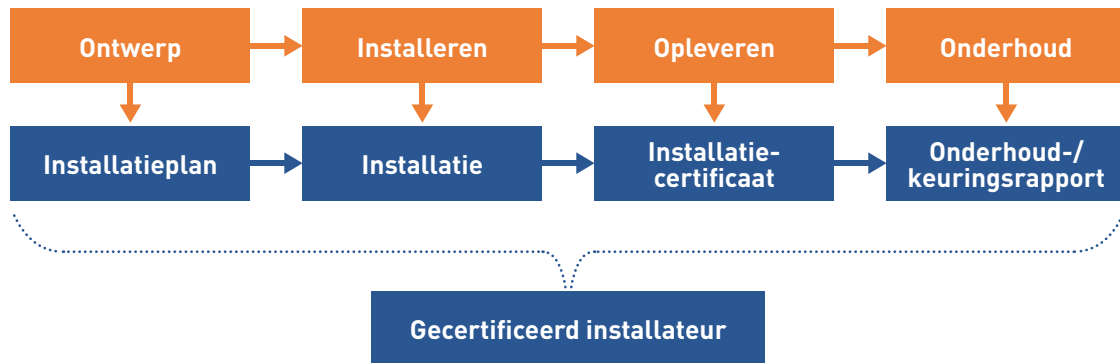 Ontwerp
Installeren
Opleveren
Onderhoud
Installatieplan
Installatie
Installatie-
certificaat
Onderhoud-/
keuringsrapport
Gecertificeerd installateur